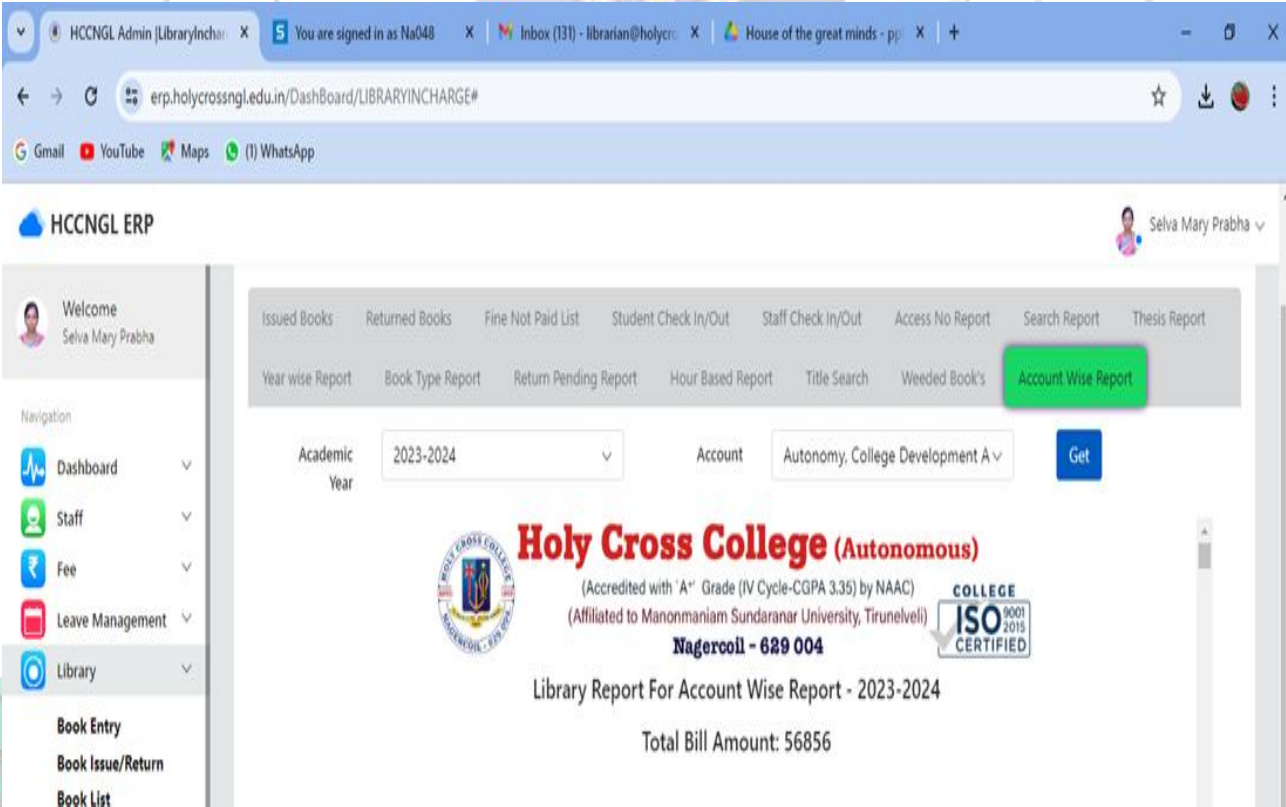 HCCNGL Admin |LibraryInchar
You are signed in as Na048
Inbox (131) - librarian@holycro
House of the great minds - pp
erp.holycrossngl.edu.in/DashBoard/LIBRARYINCHARGE#
Gmail YouTube Maps (1) WhatsApp
HCCNGL ERP
Selva Mary Prabha
Welcome
Selva Mary Prabha
Navigation
Dashboard
Staff
Fee
Leave Management
Library
Book Entry
Book Issue/Return
Book List
Issued Books Returned Books Fine Not Paid List Student Check In/Out Staff Check In/Out Access No Report Search Report Thesis Report
Year wise Report Book Type Report Return Pending Report Hour Based Report Title Search Weeded Book's Account Wise Report
Academic Year 2023-2024 Account Autonomy, College Development A Get
Holy Cross College (Autonomous)
(Accredited with `A+' Grade (IV Cycle-CGPA 3.35) by NAAC)
(Affiliated to Manonmaniam Sundaranar University, Tirunelveli)
Nagercoil - 629 004
HOLY CROSS COLLEGE
NAGERCOIL - 629 004
COLLEGE
ISO 9001 2015
CERTIFIED
Library Report For Account Wise Report - 2023-2024
Total Bill Amount: 56856